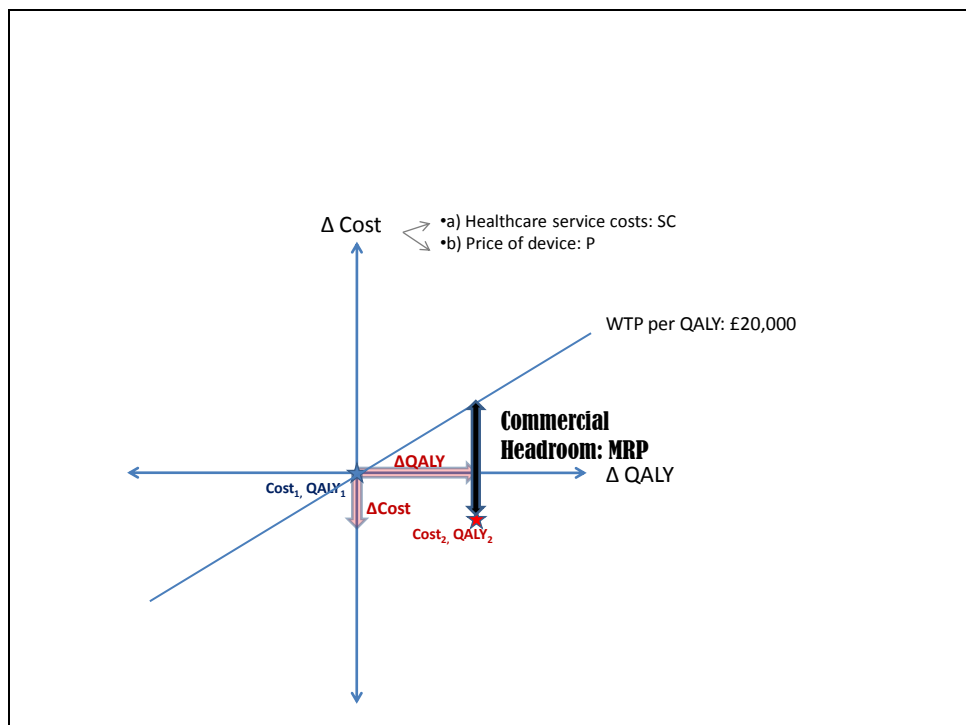 Δ Cost
•a) Healthcare service costs: SC
•b) Price of device: P
WTP per QALY: £20,000
Commercial
Headroom: MRP
ΔQALY
Δ QALY
Cost₁, QALY₁
ΔCost
Cost₂, QALY₂